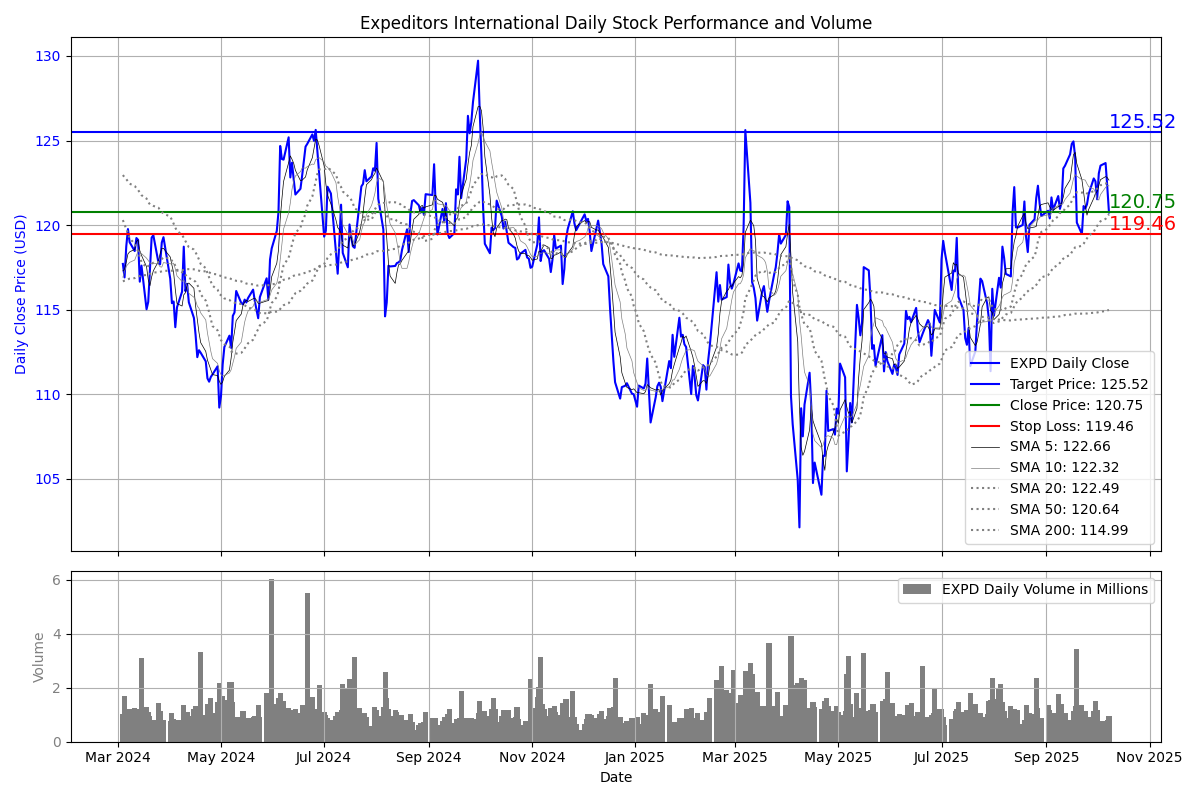 Expeditors International Daily Stock Performance and Volume
130
125
120
115
110
105
Daily Close Price (USD)
125.52
120.75
119.46
EXPD Daily Close
Target Price: 125.52
Close Price: 120.75
Stop Loss: 119.46
SMA 5: 122.66
SMA 10: 122.32
SMA 20: 122.49
SMA 50: 120.64
SMA 200: 114.99
6
4
2
0
Volume
EXPD Daily Volume in Millions
Mar 2024 May 2024 Jul 2024 Sep 2024 Nov 2024 Jan 2025 Mar 2025 May 2025 Jul 2025 Sep 2025 Nov 2025
Date